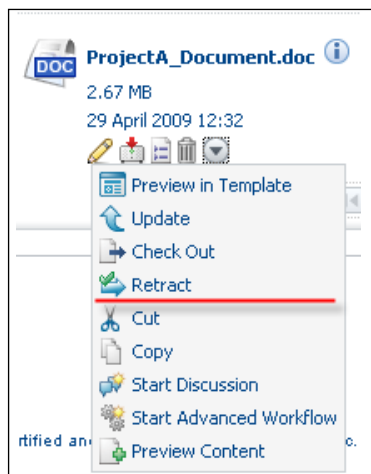 DOC
ProjectA_Document.doc
2.67 MB
29 April 2009 12:32
Preview in Template
Update
Check Out
Retract
Cut
Copy
Start Discussion
Start Advanced Workflow
rtified an c.
Preview Content